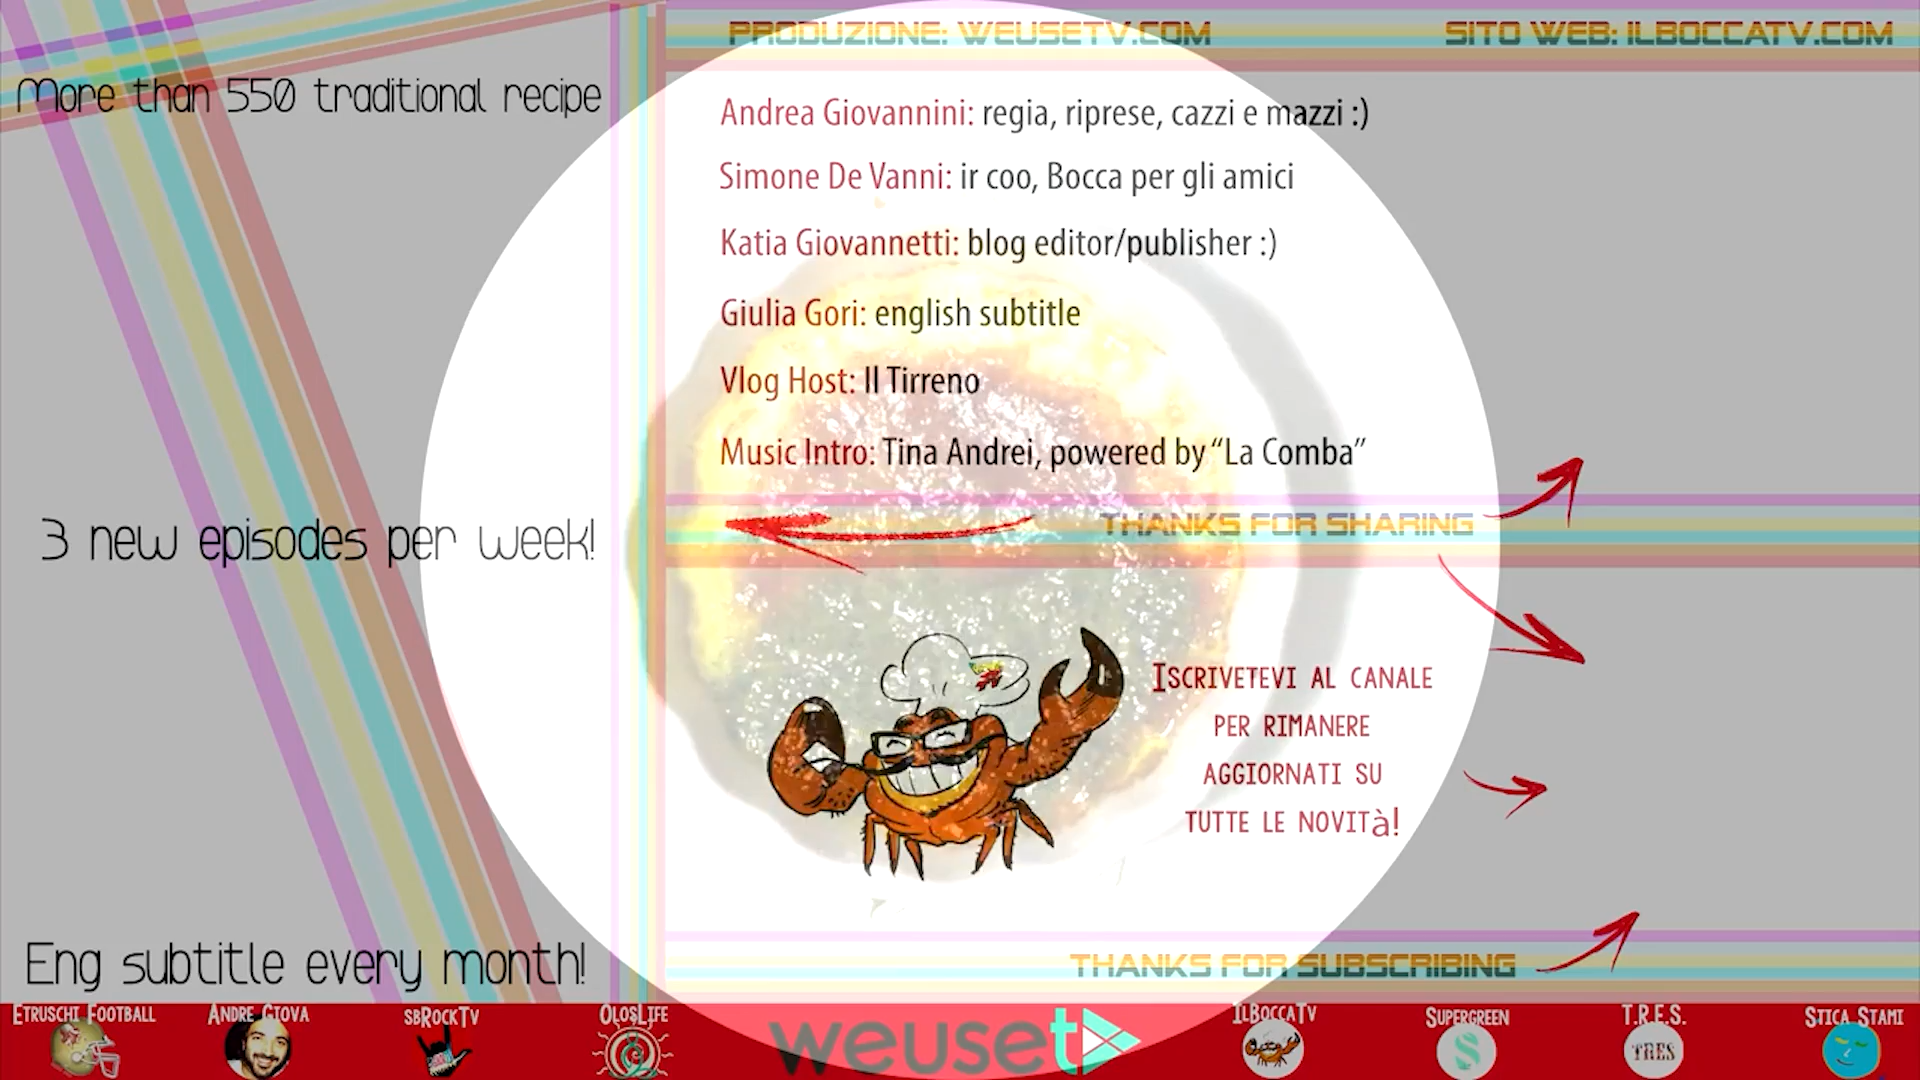 PRODUZIONE: WEUSETV.COM
SITO WEB: ILBOCCATV.COM
More than 550 traditional recipe
Andrea Giovannini: regia, riprese, cazzi e mazzi :)
Simone De Vanni: ir coo, Bocca per gli amici
Katia Giovannetti: blog editor/publisher :)
Giulia Gori: english subtitle
Vlog Host: Il Tirreno
Music Intro: Tina Andrei, powered by "La Comba"
THANKS FOR SHARING
3 new episodes per week!
ISCRIVETEVI AL CANALE
PER RIMANERE
AGGIORNATI SU
TUTTE LE NOVITà!
Eng subtitle every month!
THANKS FOR SUBSCRIBING
ETRUSCHI FOOTBALL
ANDRE GIOVA
SBROCKTV
OLOSLIFE
weuset
ILBOCCATV
SUPERGREEN
T.R.E.S.
TRES
STICA STAMI